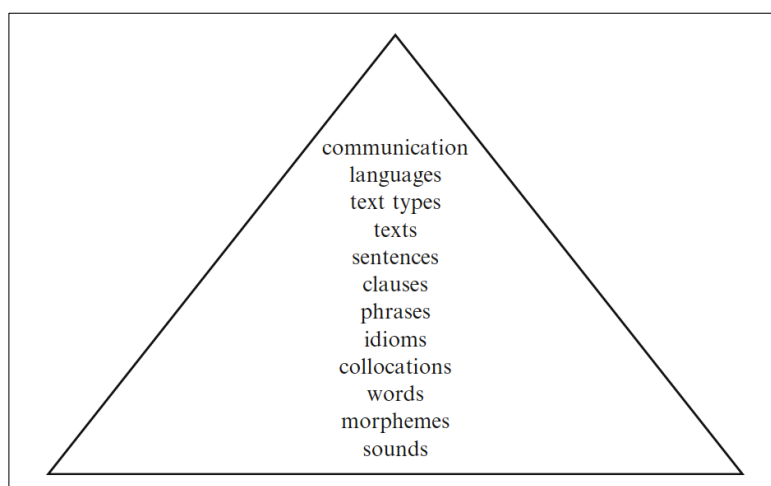 communication
languages
text types
texts
sentences
clauses
phrases
idioms
collocations
words
morphemes
sounds